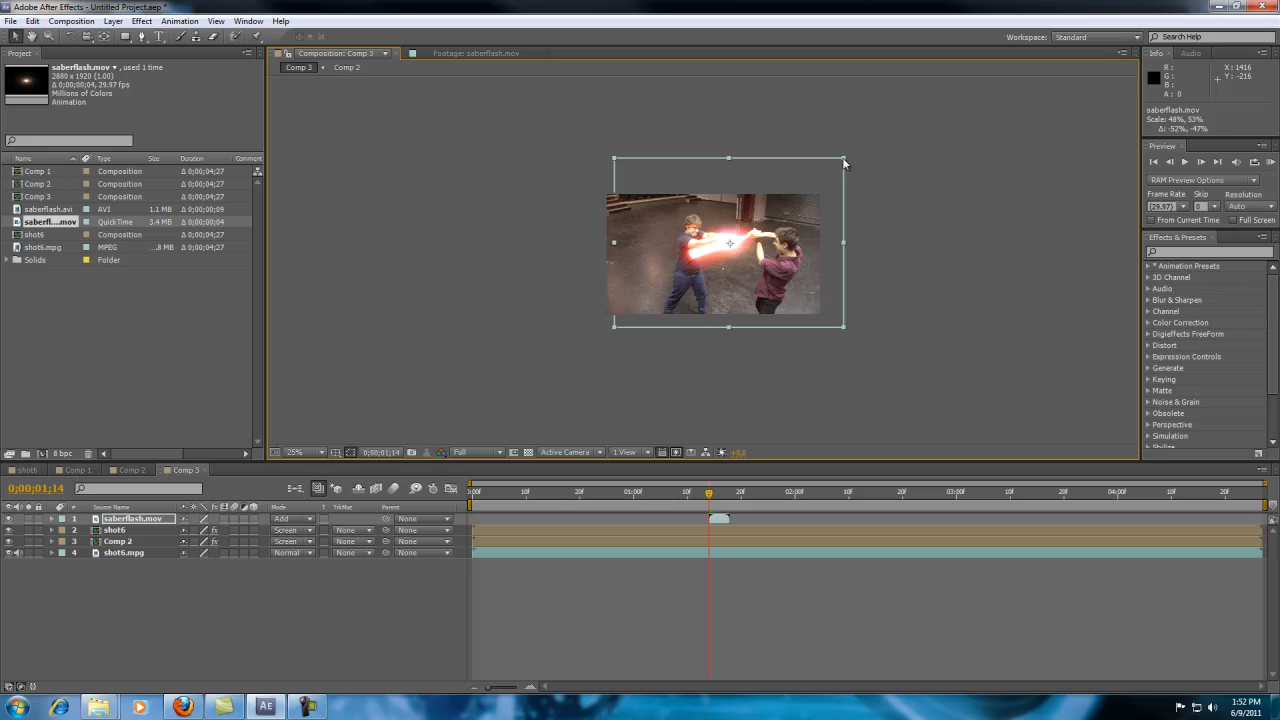 Adobe After Effects - Untitled Project.aep *
File Edit Composition Layer Effect Animation View Window Help
Workspace: Standard Search Help
Project
saberflash.mov ▾ , used 1 time
2880 x 1920 (1.00)
Δ 0;00;00;04, 29.97 fps
Millions of Colors
Animation
Name Type Size Duration Comment
Comp 1 Composition Δ 0;00;04;27
Comp 2 Composition Δ 0;00;04;27
Comp 3 Composition Δ 0;00;04;27
saberflash.avi AVI 1.1 MB Δ 0;00;00;09
saberfl....mov QuickTime 3.4 MB Δ 0;00;00;04
shot6 Composition Δ 0;00;04;27
shot6.mpg MPEG ...8 MB Δ 0;00;04;27
Solids Folder
8 bpc
Composition: Comp 3 Footage: saberflash.mov
Comp 3 Comp 2
25% 0;00;01;14 Full Active Camera 1 View +0.0
Info Audio
R : X : 1416
G : Y : -216
B :
A : 0
saberflash.mov
Scale: 48%, 53%
Δ: -52%, -47%
Preview
RAM Preview Options
Frame Rate Skip Resolution
(29.97) 0 Auto
From Current Time Full Screen
Effects & Presets
* Animation Presets
3D Channel
Audio
Blur & Sharpen
Channel
Color Correction
Digieffects FreeForm
Distort
Expression Controls
Generate
Keying
Matte
Noise & Grain
Obsolete
Perspective
Simulation
shot6 Comp 1 Comp 2 Comp 3
0;00;01;14
:00f 10f 20f 01:00f 10f 20f 02:00f 10f 20f 03:00f 10f 20f 04:00f 10f 20f
# Source Name Mode T TrkMat Parent
1 saberflash.mov Add None
2 shot6 Screen None None
3 Comp 2 Screen None None
4 shot6.mpg Normal None None
1:52 PM
6/9/2011